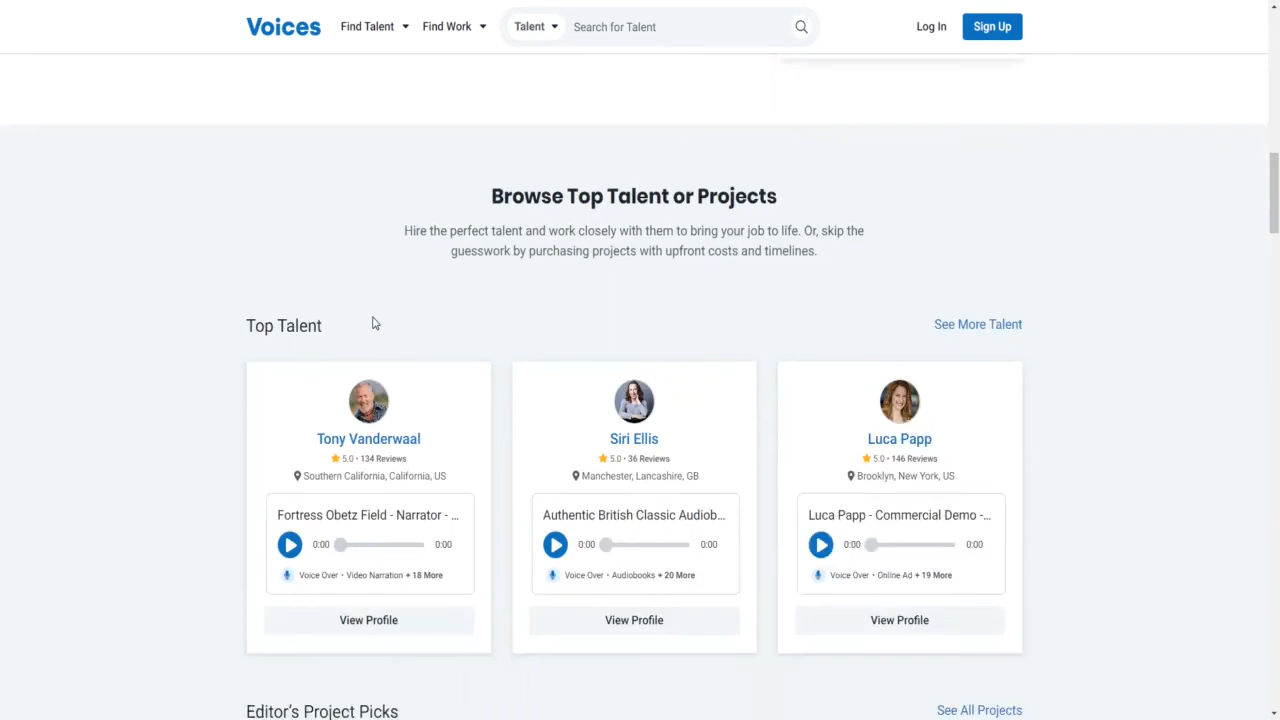 Voices
Find Talent
Find Work
Talent
Search for Talent
Log In
Sign Up
Browse Top Talent or Projects
Hire the perfect talent and work closely with them to bring your job to life. Or, skip the
guesswork by purchasing projects with upfront costs and timelines.
Top Talent
See More Talent
Tony Vanderwaal
5.0 • 134 Reviews
Southern California, California, US
Fortress Obetz Field - Narrator - ...
0:00 0:00
Voice Over • Video Narration + 18 More
View Profile
Siri Ellis
5.0 • 36 Reviews
Manchester, Lancashire, GB
Authentic British Classic Audiob...
0:00 0:00
Voice Over • Audiobooks + 20 More
View Profile
Luca Papp
5.0 • 146 Reviews
Brooklyn, New York, US
Luca Papp - Commercial Demo -...
0:00 0:00
Voice Over • Online Ad + 19 More
View Profile
Editor's Project Picks
See All Projects